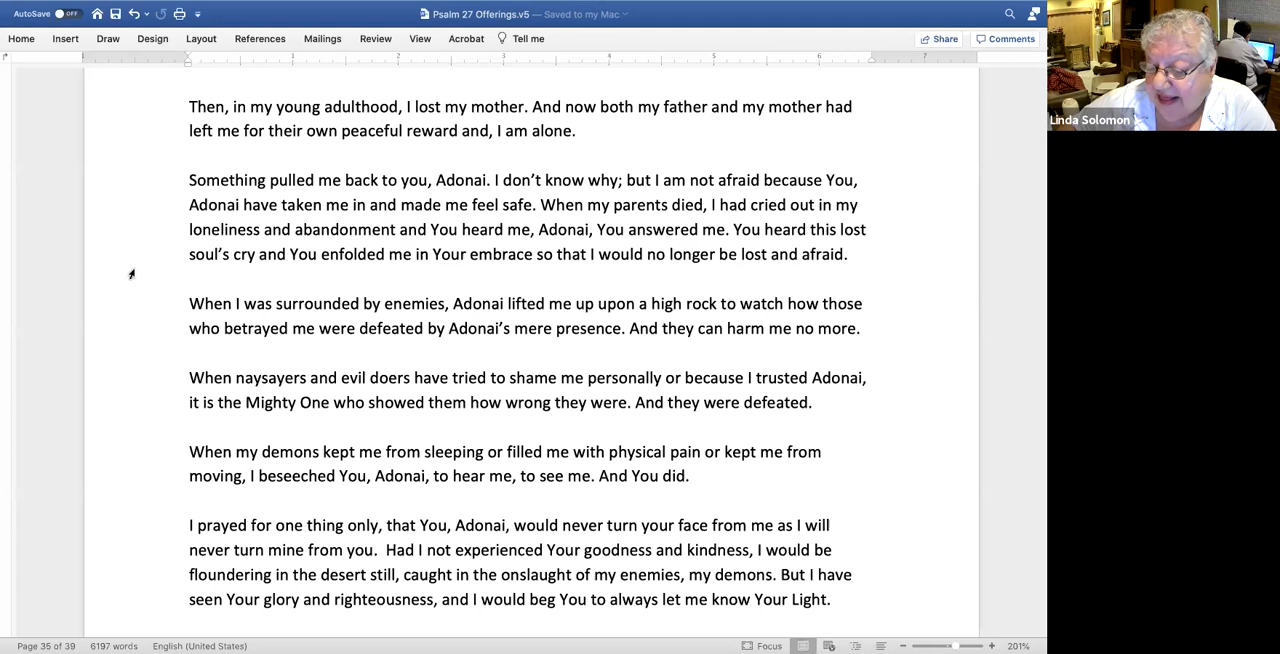 AutoSave OFF
Psalm 27 Offerings.v5 — Saved to my Mac
Home Insert Draw Design Layout References Mailings Review View Acrobat Tell me Share Comments
1 2 3 4 5 6 7
Then, in my young adulthood, I lost my mother. And now both my father and my mother had
left me for their own peaceful reward and, I am alone.
Something pulled me back to you, Adonai. I don’t know why; but I am not afraid because You,
Adonai have taken me in and made me feel safe. When my parents died, I had cried out in my
loneliness and abandonment and You heard me, Adonai, You answered me. You heard this lost
soul’s cry and You enfolded me in Your embrace so that I would no longer be lost and afraid.
When I was surrounded by enemies, Adonai lifted me up upon a high rock to watch how those
who betrayed me were defeated by Adonai’s mere presence. And they can harm me no more.
When naysayers and evil doers have tried to shame me personally or because I trusted Adonai,
it is the Mighty One who showed them how wrong they were. And they were defeated.
When my demons kept me from sleeping or filled me with physical pain or kept me from
moving, I beseeched You, Adonai, to hear me, to see me. And You did.
I prayed for one thing only, that You, Adonai, would never turn your face from me as I will
never turn mine from you.  Had I not experienced Your goodness and kindness, I would be
floundering in the desert still, caught in the onslaught of my enemies, my demons. But I have
seen Your glory and righteousness, and I would beg You to always let me know Your Light.
Page 35 of 39 6197 words English (United States) Focus 201%
Linda Solomon